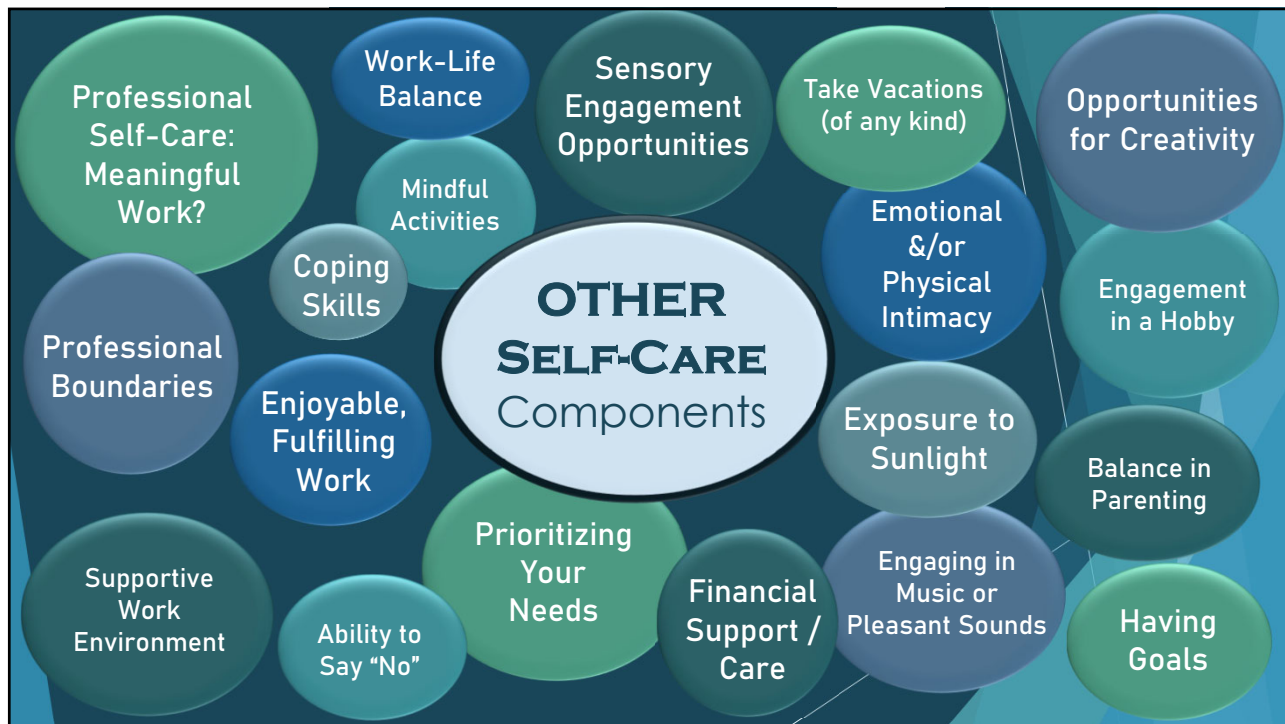 Professional
Self-Care:
Meaningful
Work?
Work-Life
Balance
Sensory
Engagement
Opportunities
Take Vacations
(of any kind)
Opportunities
for Creativity
Mindful
Activities
Coping
Skills
Emotional
&/or
Physical
Intimacy
Engagement
in a Hobby
Professional
Boundaries
OTHER
SELF-CARE
Components
Enjoyable,
Fulfilling
Work
Exposure to
Sunlight
Balance in
Parenting
Supportive
Work
Environment
Ability to
Say “No”
Prioritizing
Your
Needs
Financial
Support /
Care
Engaging in
Music or
Pleasant Sounds
Having
Goals